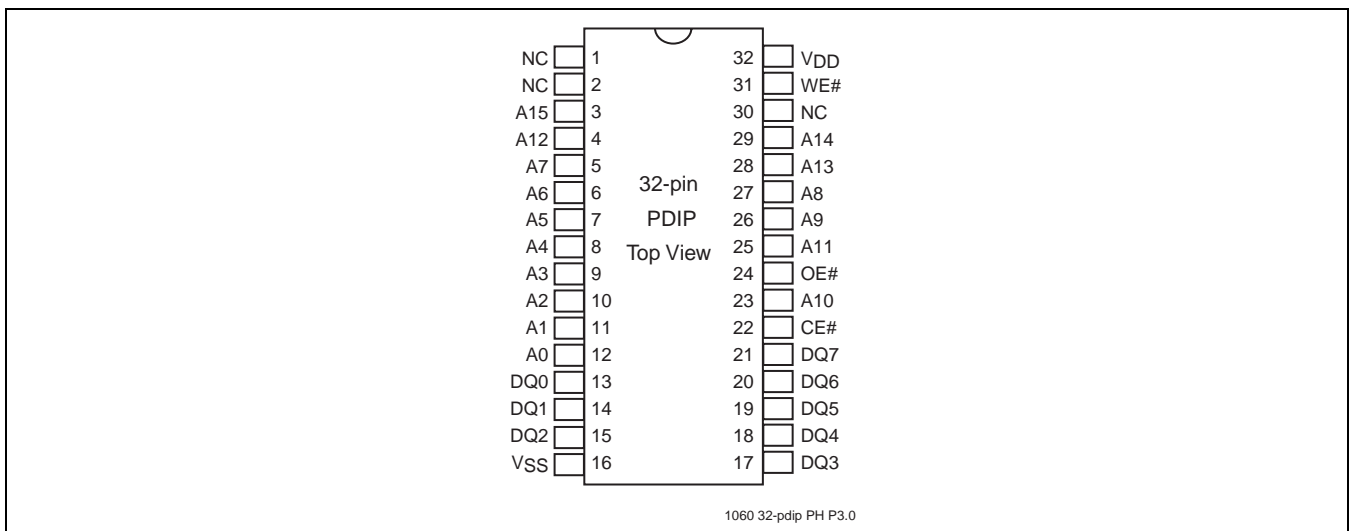 NC 1 32 VDD
NC 2 31 WE#
A15 3 30 NC
A12 4 29 A14
A7 5 28 A13
A6 6 32-pin 27 A8
A5 7 PDIP 26 A9
A4 8 Top View 25 A11
A3 9 24 OE#
A2 10 23 A10
A1 11 22 CE#
A0 12 21 DQ7
DQ0 13 20 DQ6
DQ1 14 19 DQ5
DQ2 15 18 DQ4
VSS 16 17 DQ3
1060 32-pdip PH P3.0